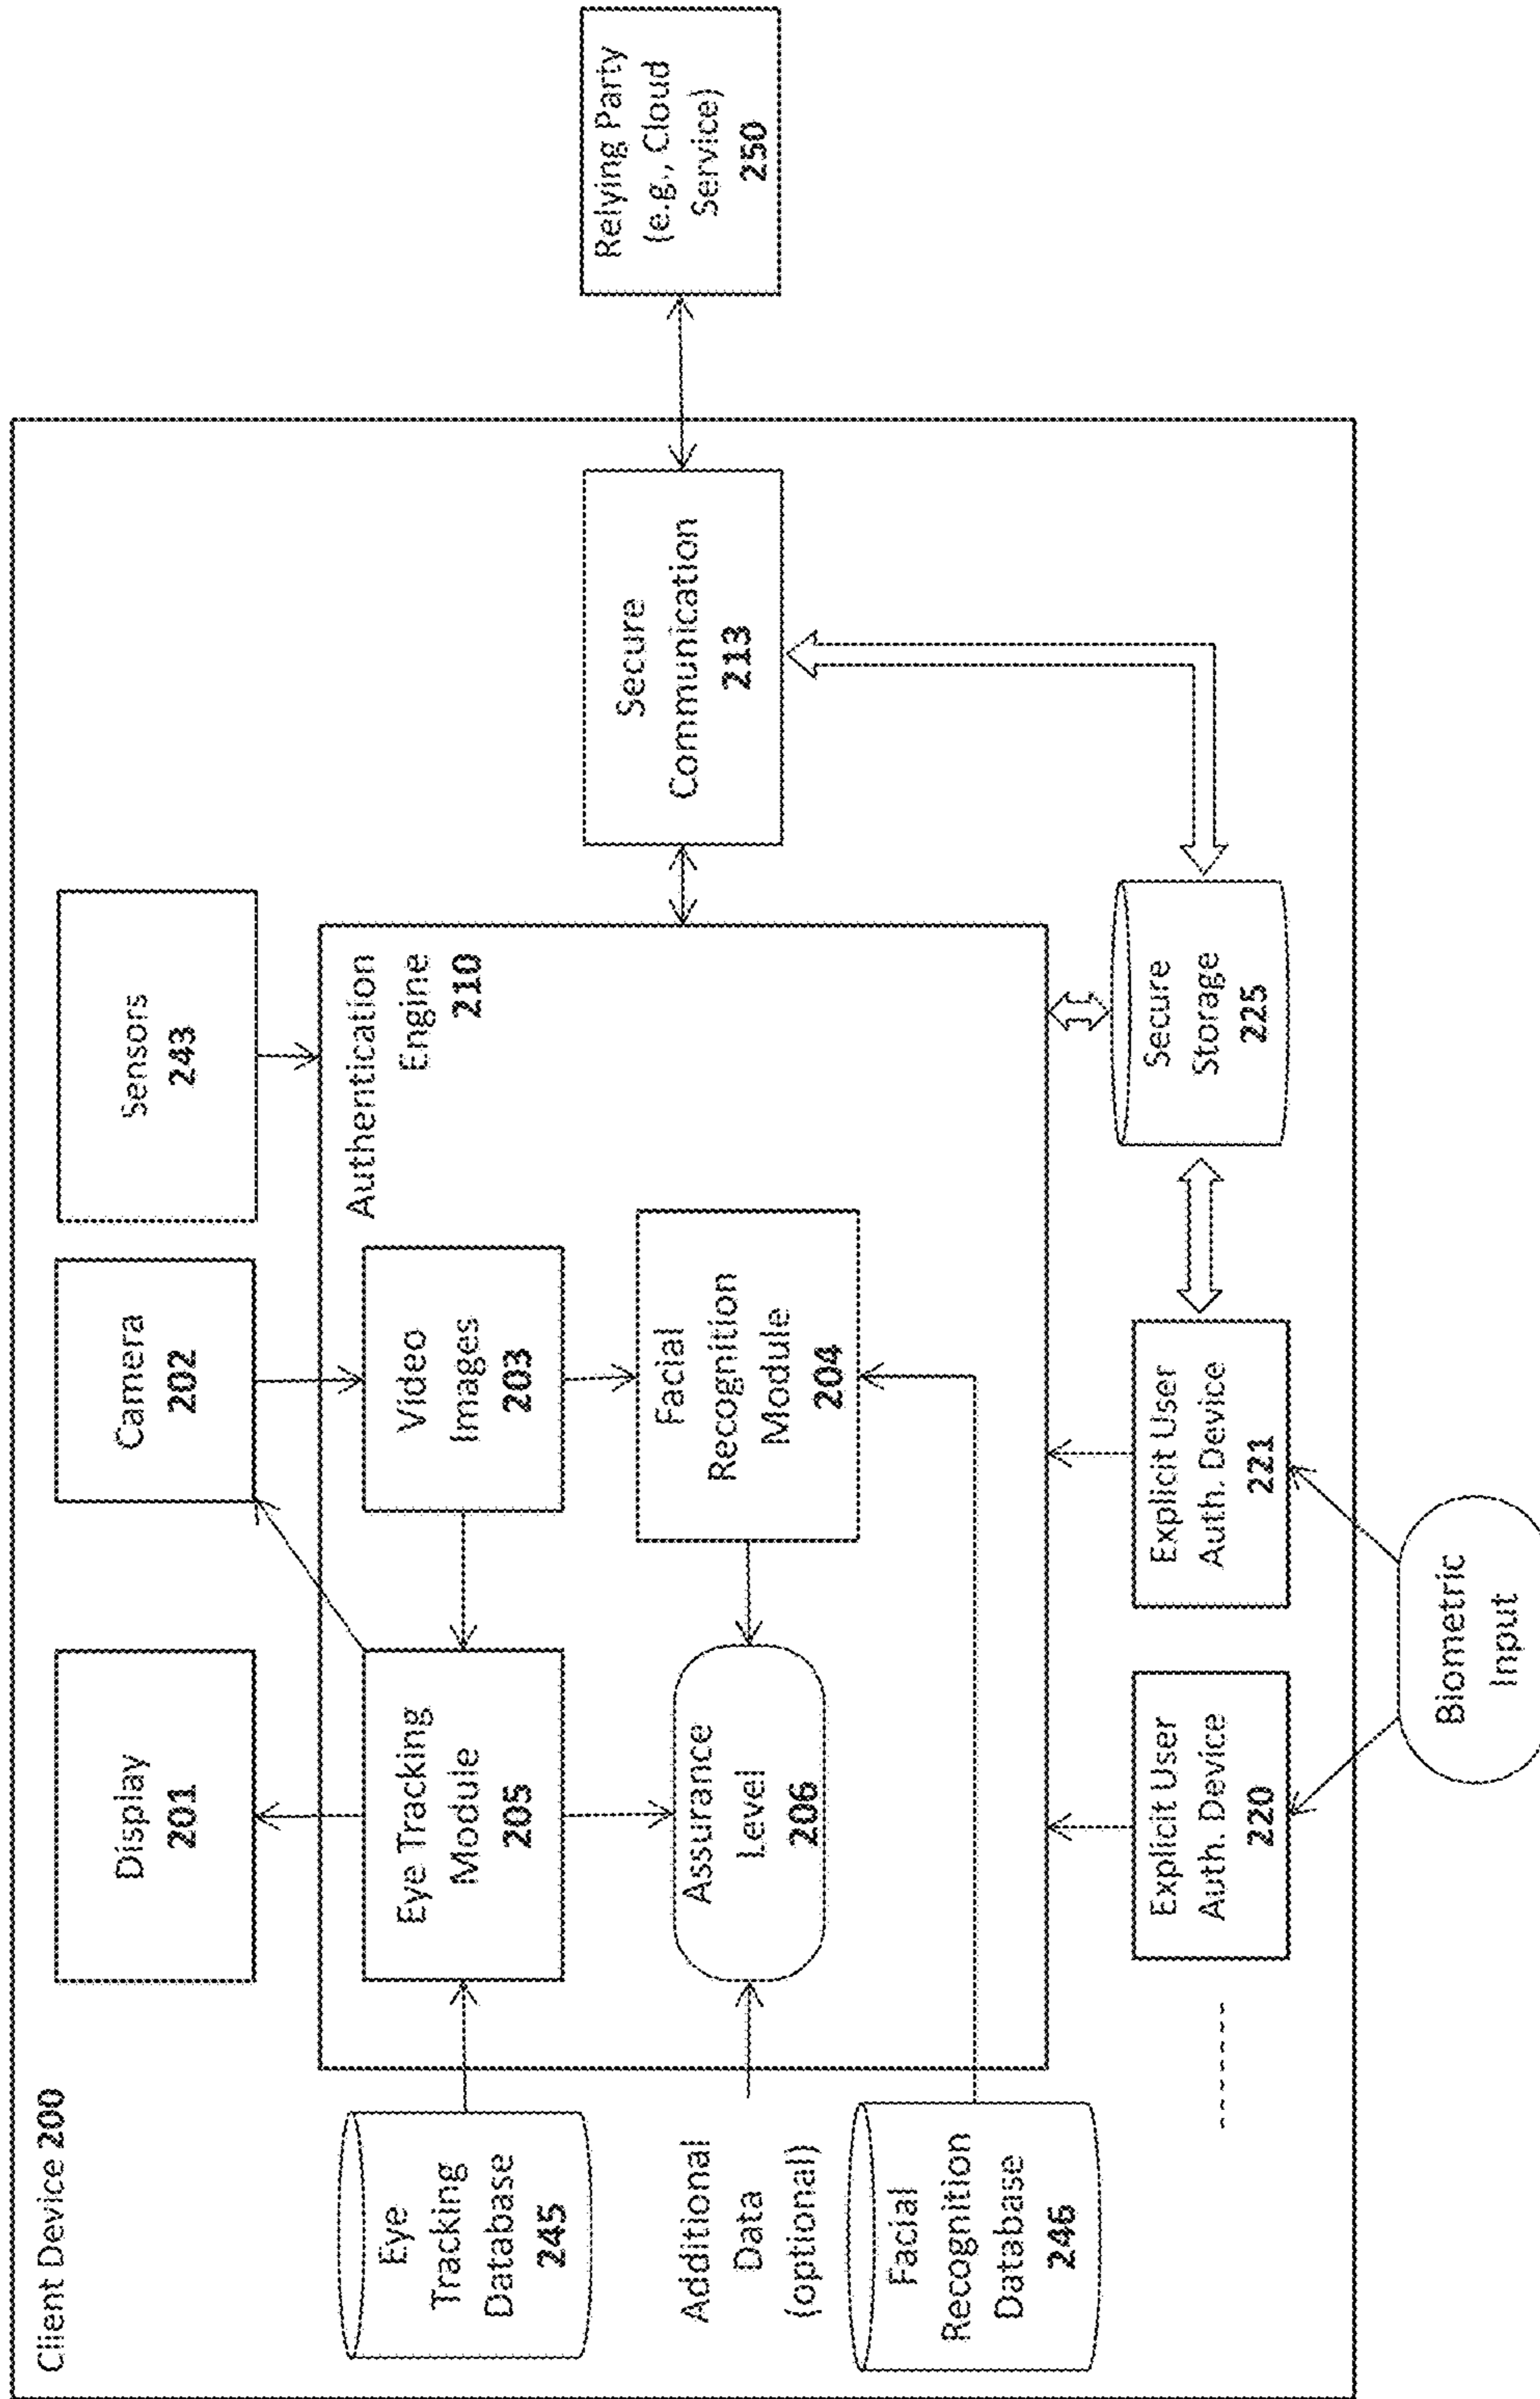 Client Device 200
Display
201
Camera
202
Sensors
243
Eye
Tracking
Database
245
Eye Tracking
Module
205
Video
Images
203
Authentication
Engine
210
Additional
Data
(optional)
Assurance
Level
206
Facial
Recognition
Module
204
Secure
Communication
213
Relying Party
(e.g., Cloud
Service)
250
Facial
Recognition
Database
246
Explicit User
Auth. Device
220
Explicit User
Auth. Device
221
Secure
Storage
225
Biometric
Input